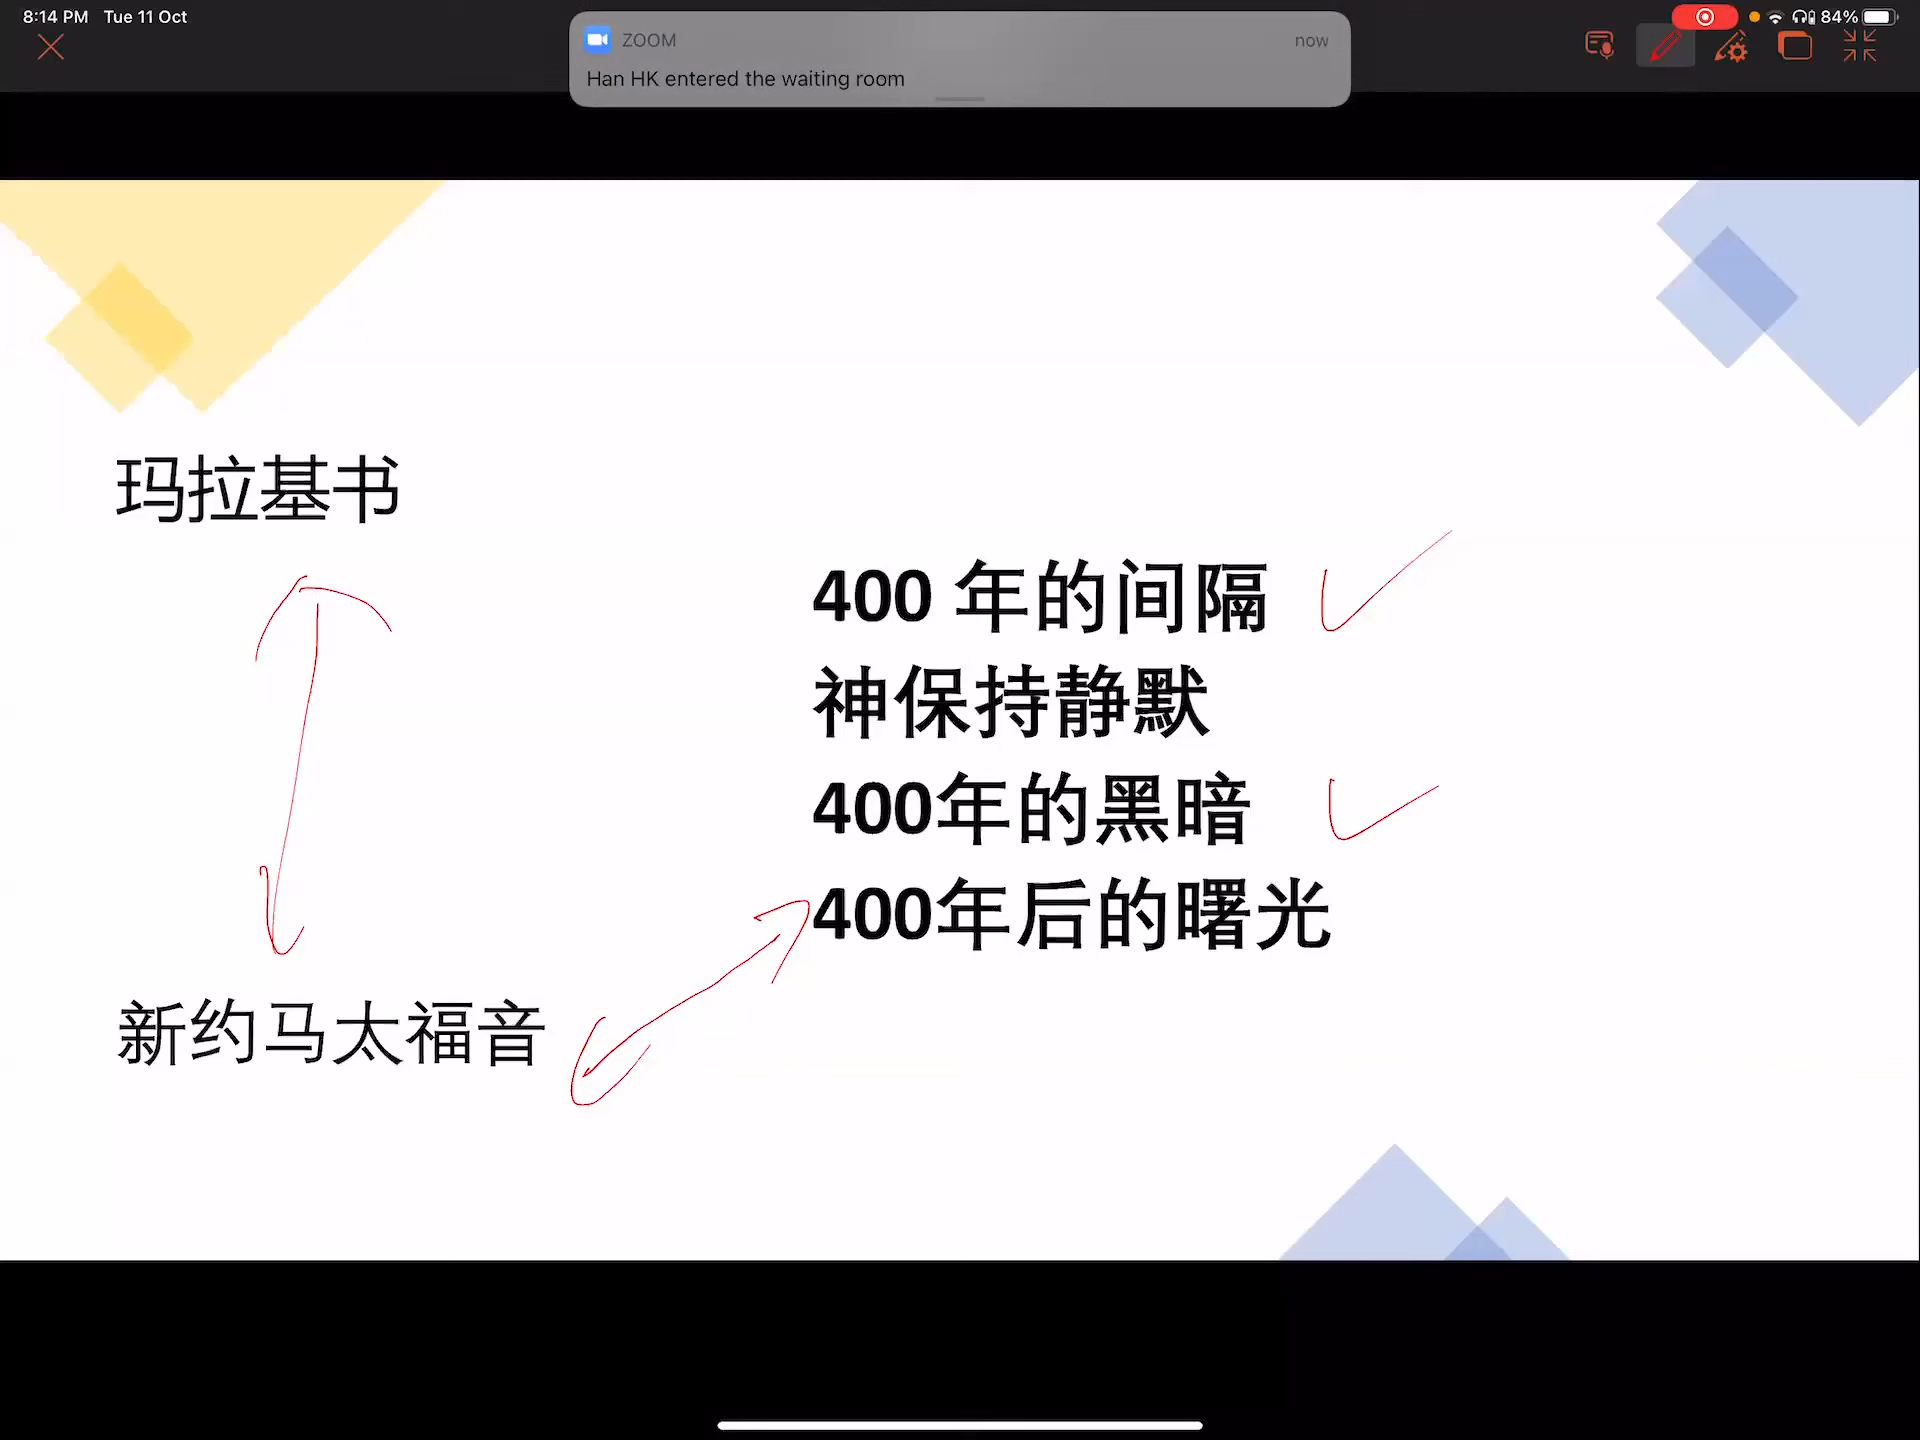 8:14 PM Tue 11 Oct
84%
ZOOM
now
Han HK entered the waiting room
玛拉基书
400 年的间隔
神保持静默
400年的黑暗
400年后的曙光
新约马太福音